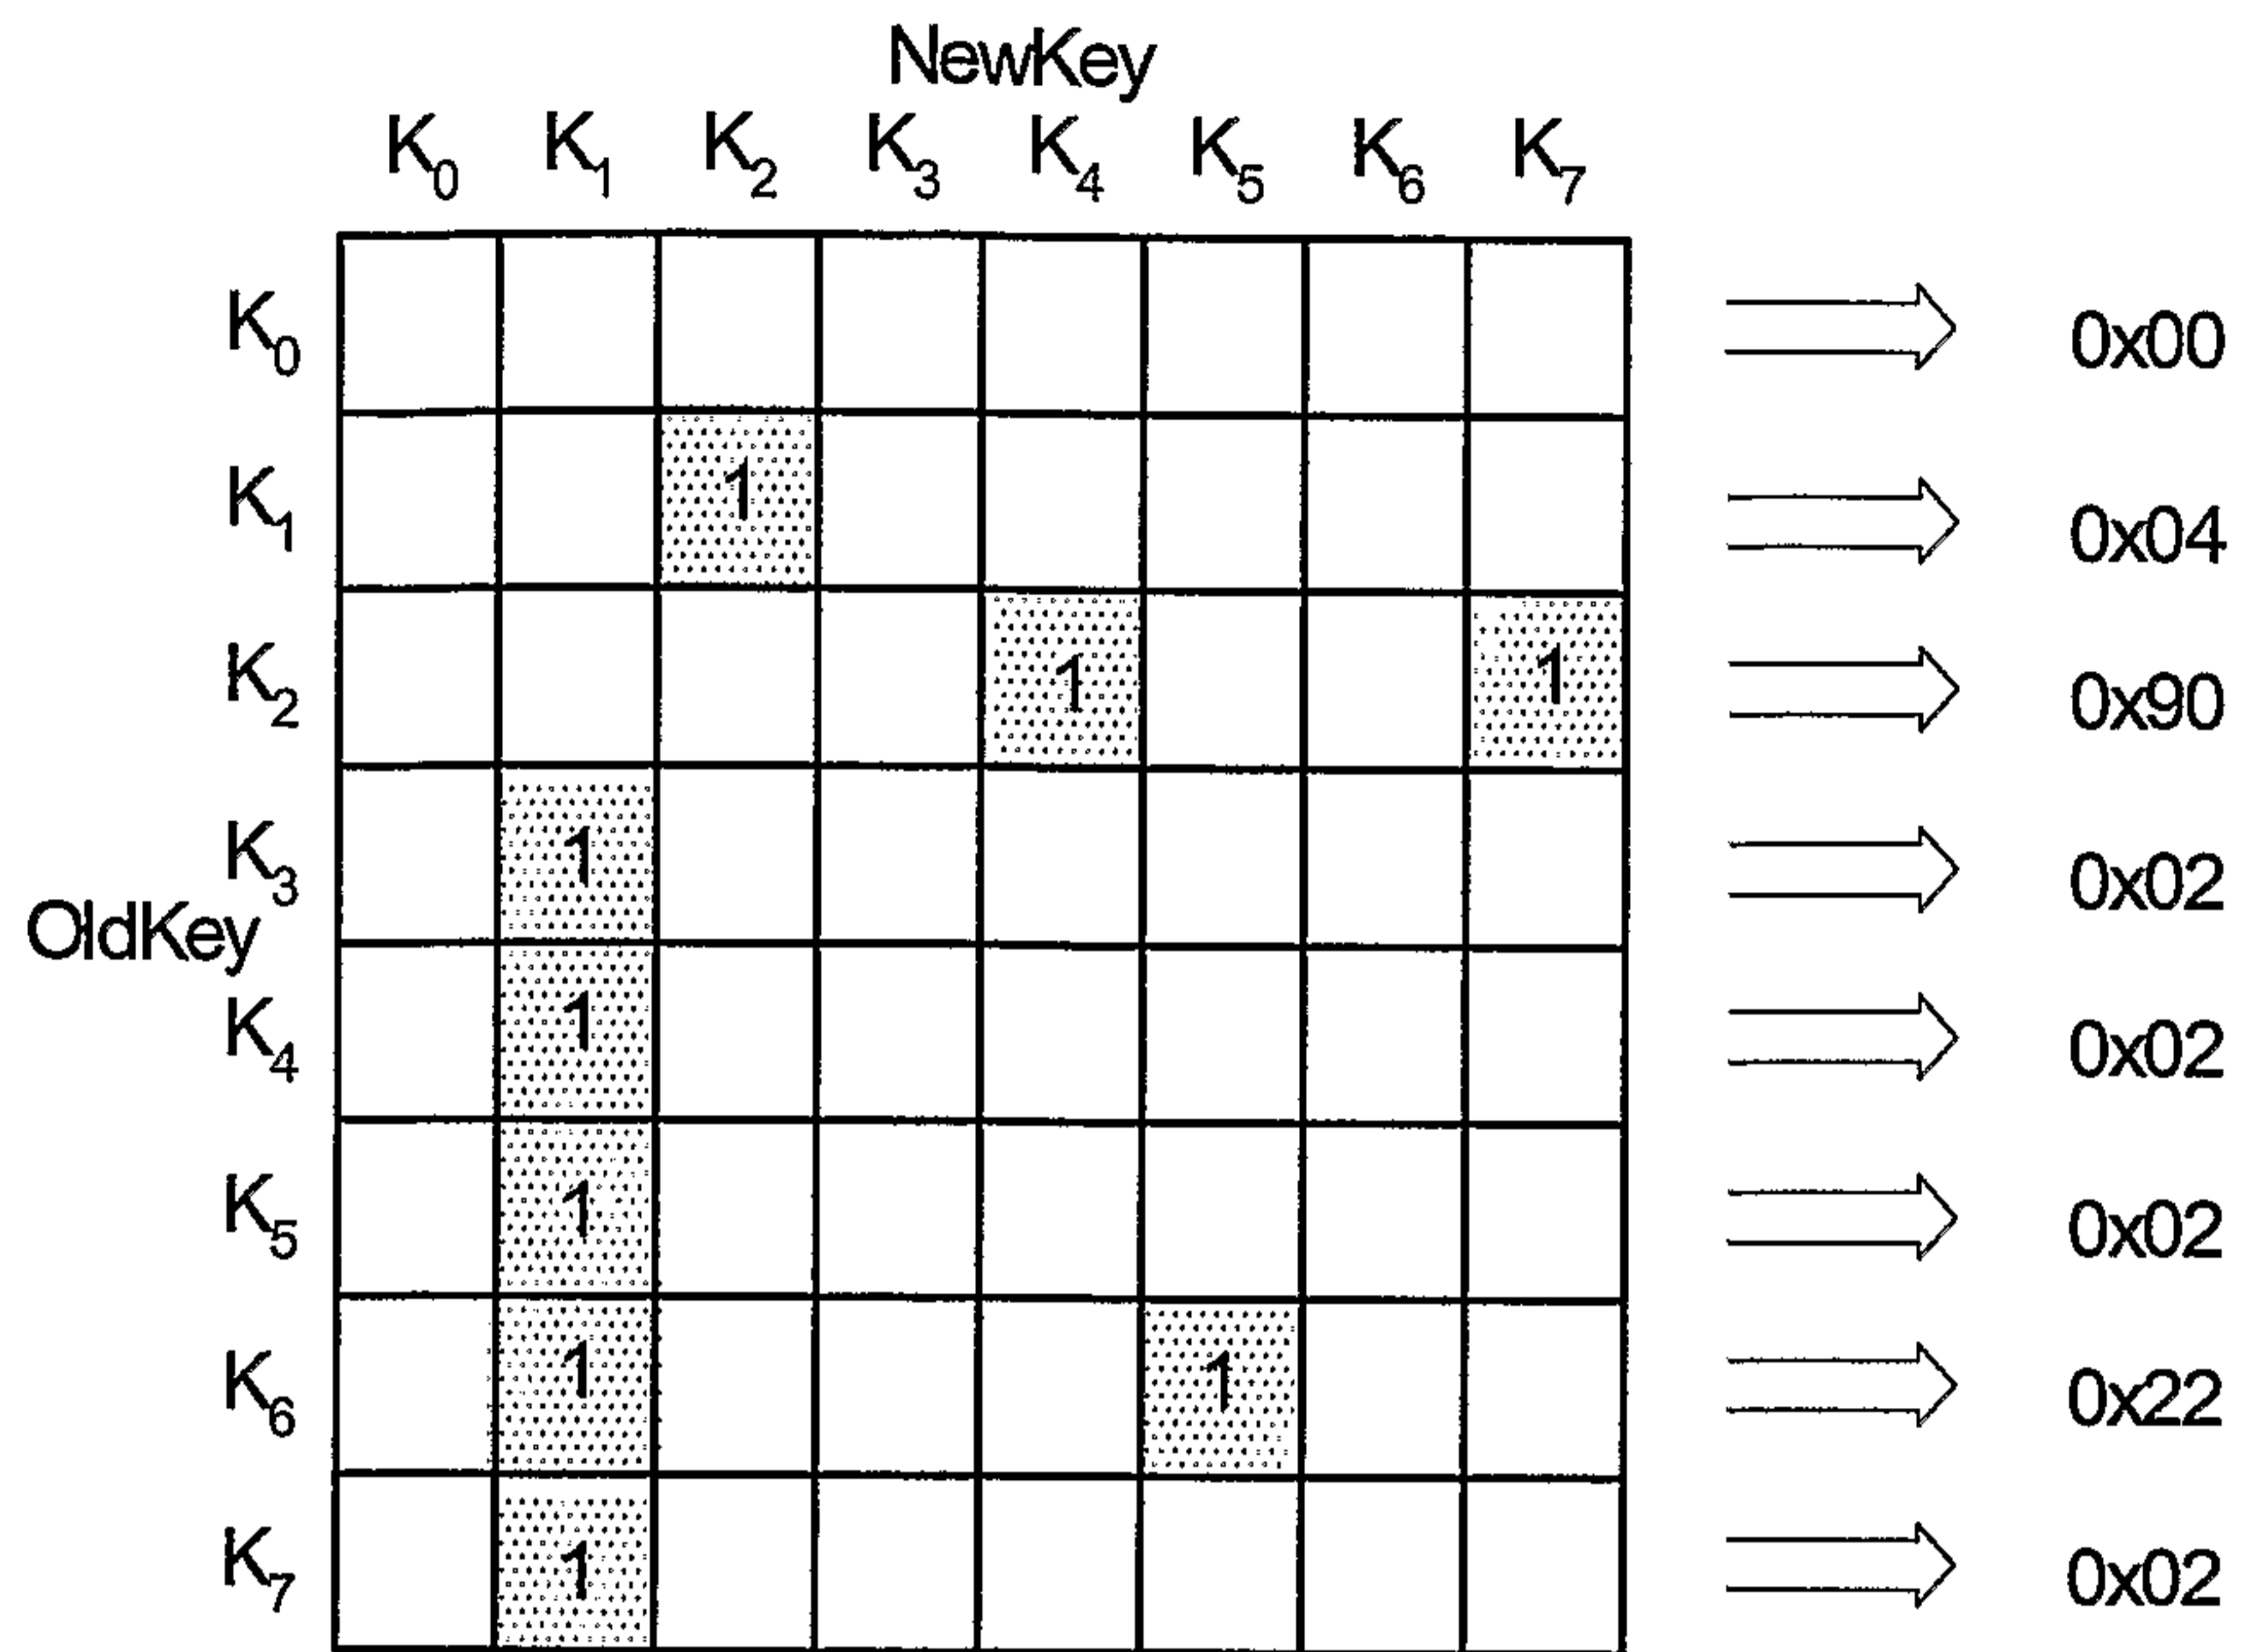 NewKey
K₀ K₁ K₂ K₃ K₄ K₅ K₆ K₇
K₀ 0x00
K₁ 1 0x04
K₂ 1 1 0x90
K₃ 1 0x02
OldKey
K₄ 1 0x02
K₅ 1 0x02
K₆ 1 1 0x22
K₇ 1 0x02